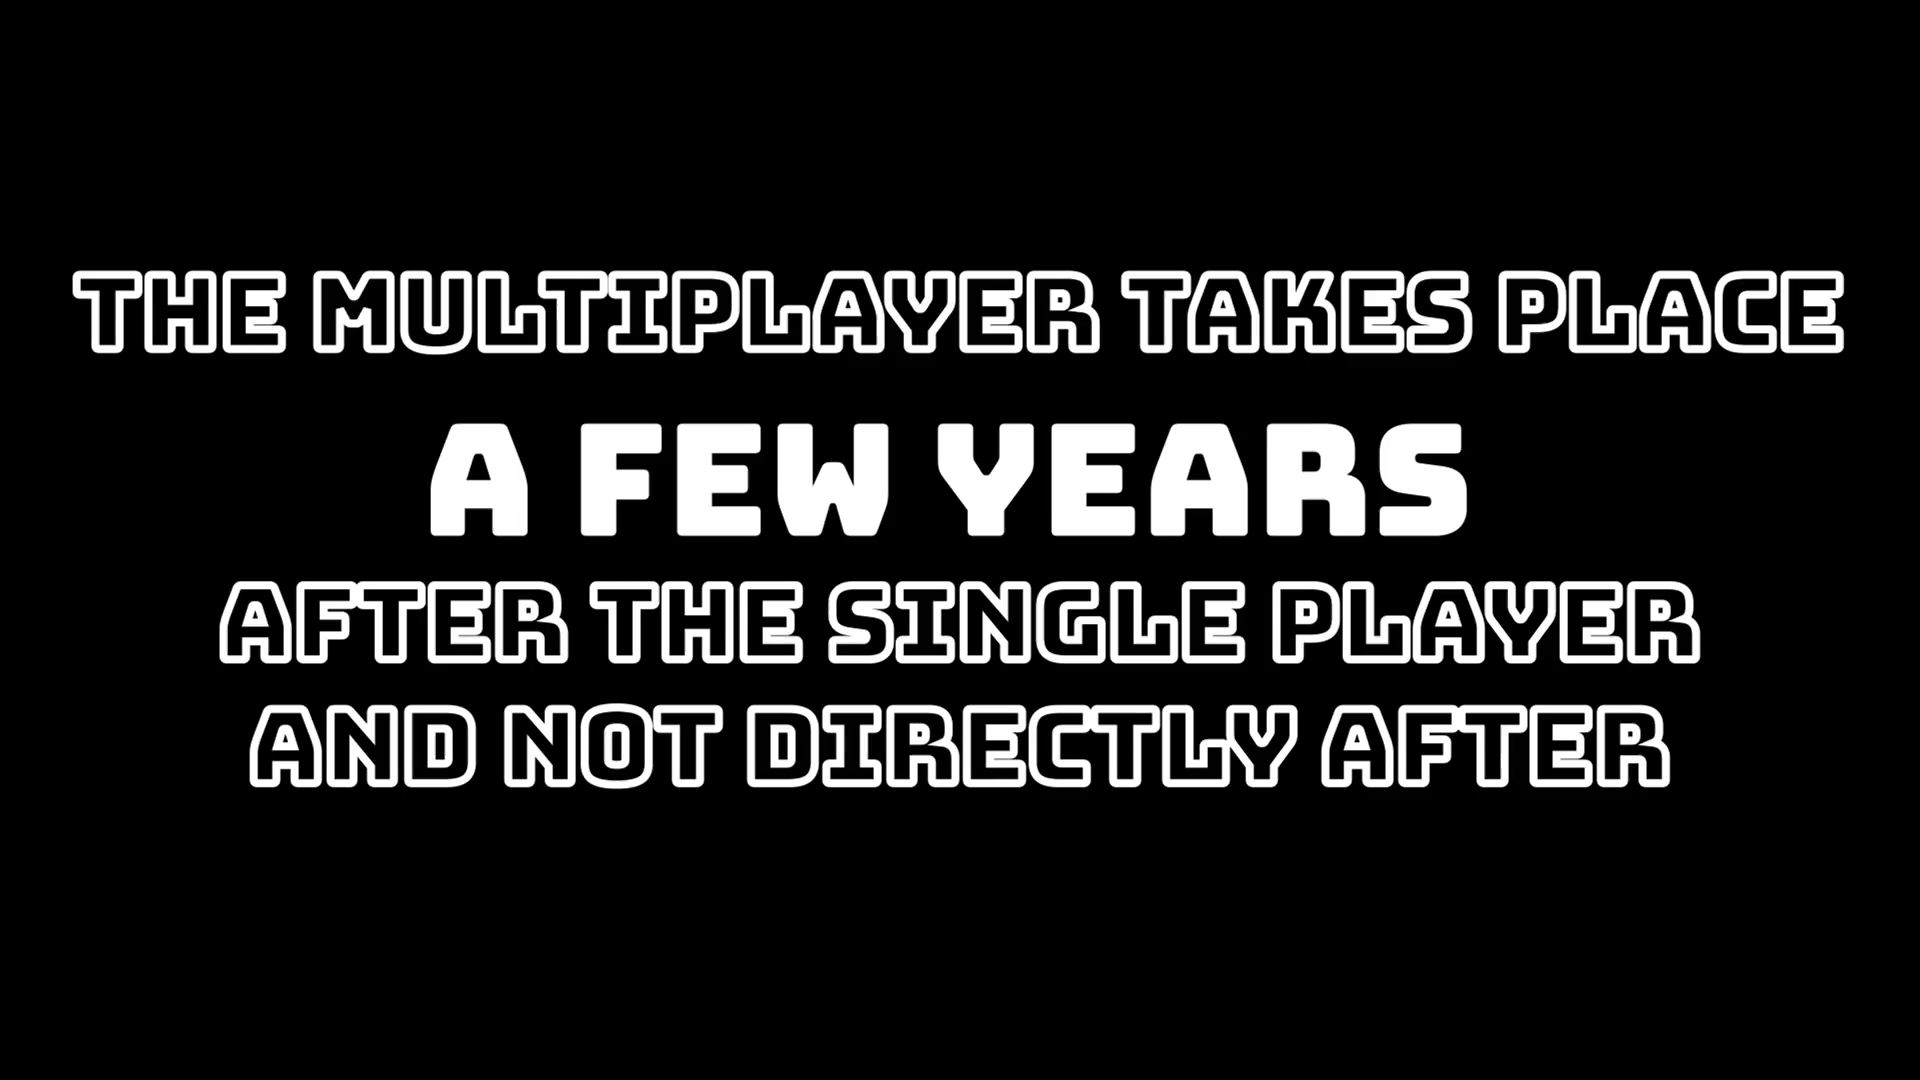 THE MULTIPLAYER TAKES PLACE
A FEW YEARS
AFTER THE SINGLE PLAYER
AND NOT DIRECTLY AFTER